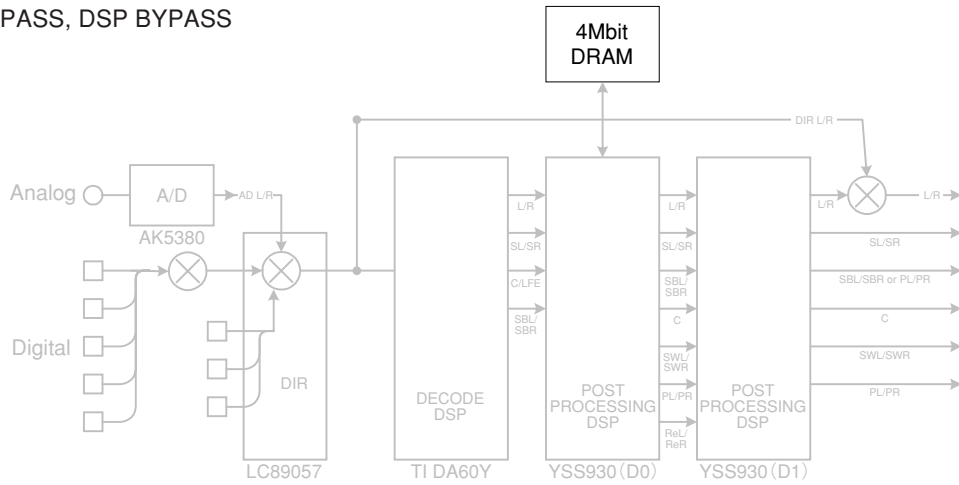 PASS, DSP BYPASS
4Mbit
DRAM
DIR L/R
Analog
A/D
AD L/R
AK5380
L/R
L/R
L/R
L/R
SL/SR
SL/SR
SL/SR
C/LFE
SBL/
SBR
SBL/SBR or PL/PR
SBL/
SBR
C
C
Digital
SWL/
SWR
SWL/SWR
DIR
DECODE
DSP
POST
PROCESSING
DSP
PL/PR
POST
PROCESSING
DSP
PL/PR
ReL/
ReR
LC89057
TI DA60Y
YSS930(D0)
YSS930(D1)